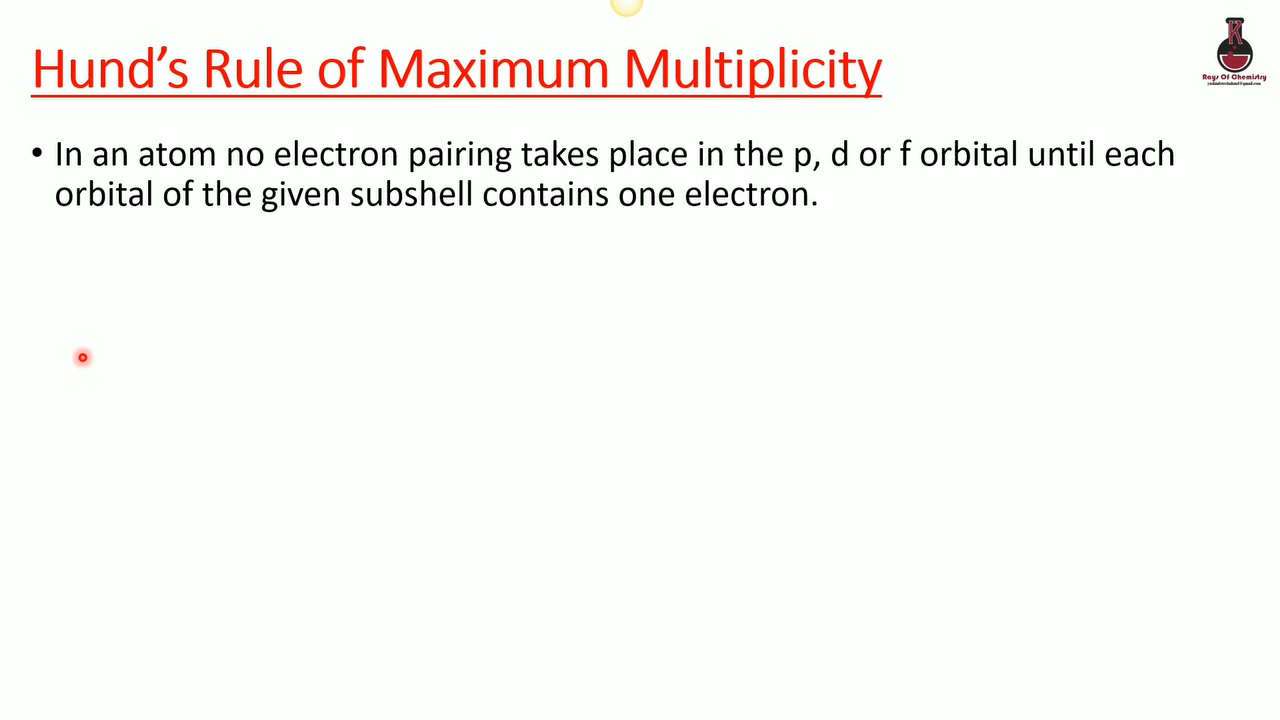 Hund’s Rule of Maximum Multiplicity
• In an atom no electron pairing takes place in the p, d or f orbital until each
orbital of the given subshell contains one electron.
K
Rays Of Chemistry